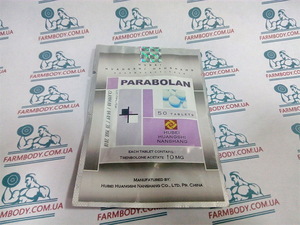 PARABOLAN
50 TABLETS
HUBEI
HUANGSHI
NANSHANG
EACH TABLET CONTAINS
TRENBOLONE ACETATE 10 MG
MANUFACTURED BY:
HUBEI HUANGSHI NANSHANG CO., LTD, PR. CHINA
FARMBODY.COM.UA